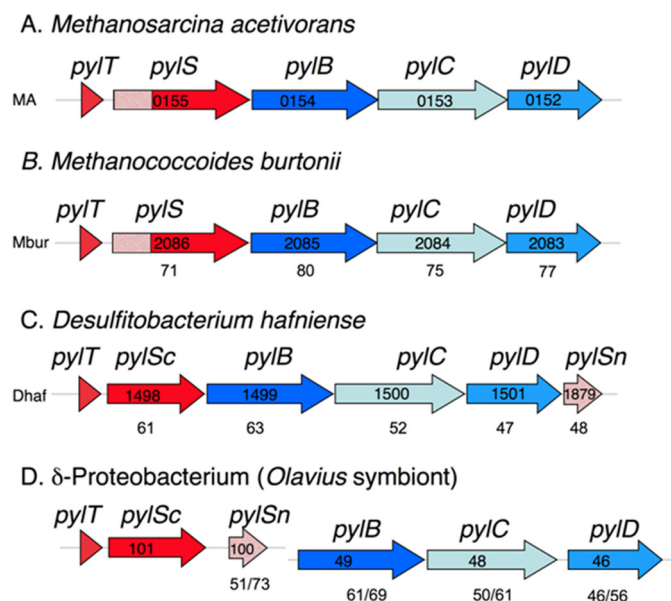 A. Methanosarcina acetivorans
pylT pylS pylB pylC pylD
MA 0155 0154 0153 0152
B. Methanococcoides burtonii
pylT pylS pylB pylC pylD
Mbur 2086 2085 2084 2083
71 80 75 77
C. Desulfitobacterium hafniense
pylT pylSc pylB pylC pylD pylSn
Dhaf 1498 1499 1500 1501 1879
61 63 52 47 48
D. δ-Proteobacterium (Olavius symbiont)
pylT pylSc pylSn pylB pylC pylD
101 100 49 48 46
51/73 61/69 50/61 46/56